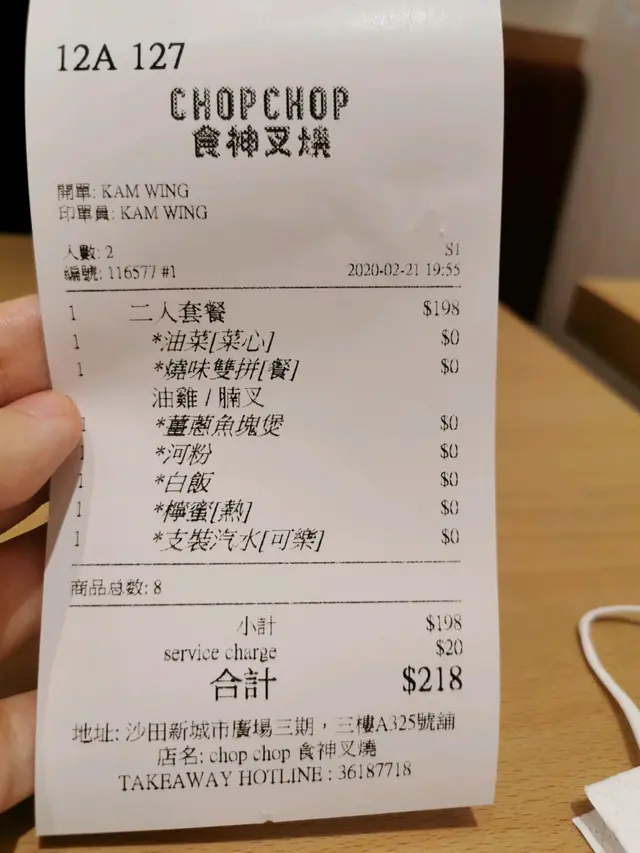 12A 127
CHOPCHOP
食神叉燒
開單: KAM WING
印單員: KAM WING
人數: 2 S1
編號: 116577 #1 2020-02-21 19:55
1 二人套餐 $198
1 *油菜[菜心] $0
1 *燒味雙拼[餐] $0
油雞 / 腩叉
1 *薑蔥魚塊煲 $0
1 *河粉 $0
1 *白飯 $0
1 *檸蜜[熱] $0
1 *支裝汽水[可樂] $0
商品总数: 8
小計 $198
service charge $20
合計 $218
地址: 沙田新城市廣場三期，三樓A325號舖
店名: chop chop 食神叉燒
TAKEAWAY HOTLINE : 36187718